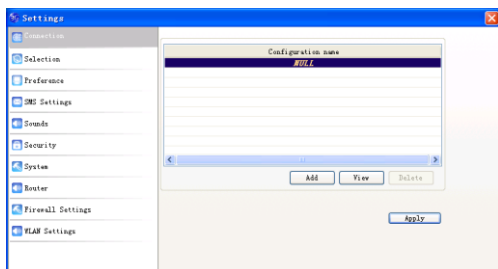 Settings
Connection
Selection
Preference
SMS Settings
Sounds
Security
System
Router
Firewall Settings
WLAN Settings
Configuration name
NULL
Add
View
Delete
Apply